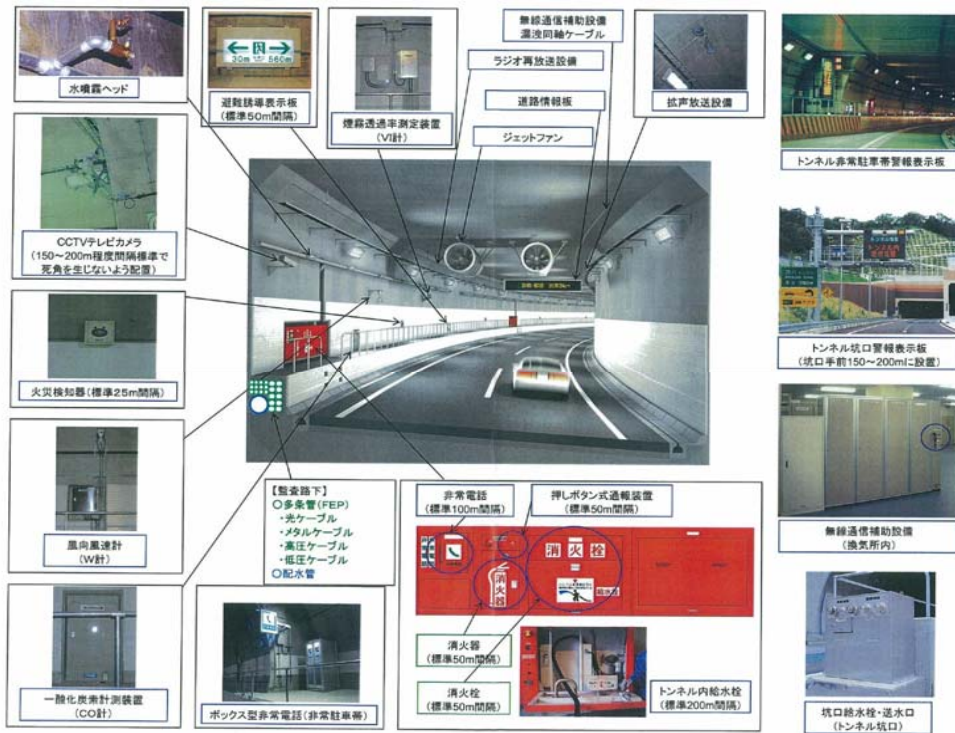 水噴霧ヘッド
30m 560m
避難誘導表示板
(標準50m間隔)
煙霧透過率測定装置
(VI計)
無線通信補助設備
漏洩同軸ケーブル
ラジオ再放送設備
道路情報板
ジェットファン
拡声放送設備
トンネル非常駐車帯警報表示板
CCTVテレビカメラ
(150～200m程度間隔標準で
死角を生じないよう配置)
トンネル坑口警報表示板
(坑口手前150～200mに設置)
火災検知器(標準25m間隔)
風向風速計
(W計)
【監査路下】
○多条管(FEP)
・光ケーブル
・メタルケーブル
・高圧ケーブル
・低圧ケーブル
○配水管
非常電話
(標準100m間隔)
押しボタン式通報装置
(標準50m間隔)
消火栓
消火器
無線通信補助設備
(換気所内)
一酸化炭素計測装置
(CO計)
ボックス型非常電話(非常駐車帯)
消火器
(標準50m間隔)
消火栓
(標準50m間隔)
トンネル内給水栓
(標準200m間隔)
坑口給水栓・送水口
(トンネル坑口)